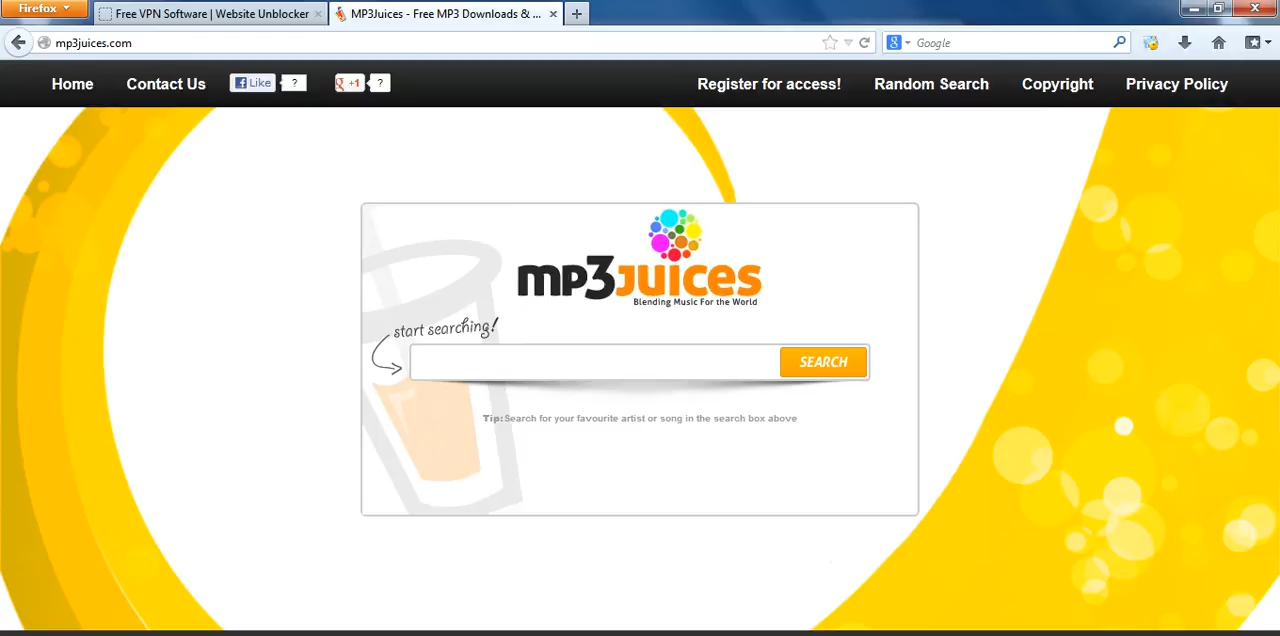 Firefox
Free VPN Software | Website Unblocker
MP3Juices - Free MP3 Downloads & ...
mp3juices.com
Google
Home
Contact Us
Like
?
+1
?
Register for access!
Random Search
Copyright
Privacy Policy
mp3Juices
Blending Music For the World
start searching!
SEARCH
Tip:Search for your favourite artist or song in the search box above